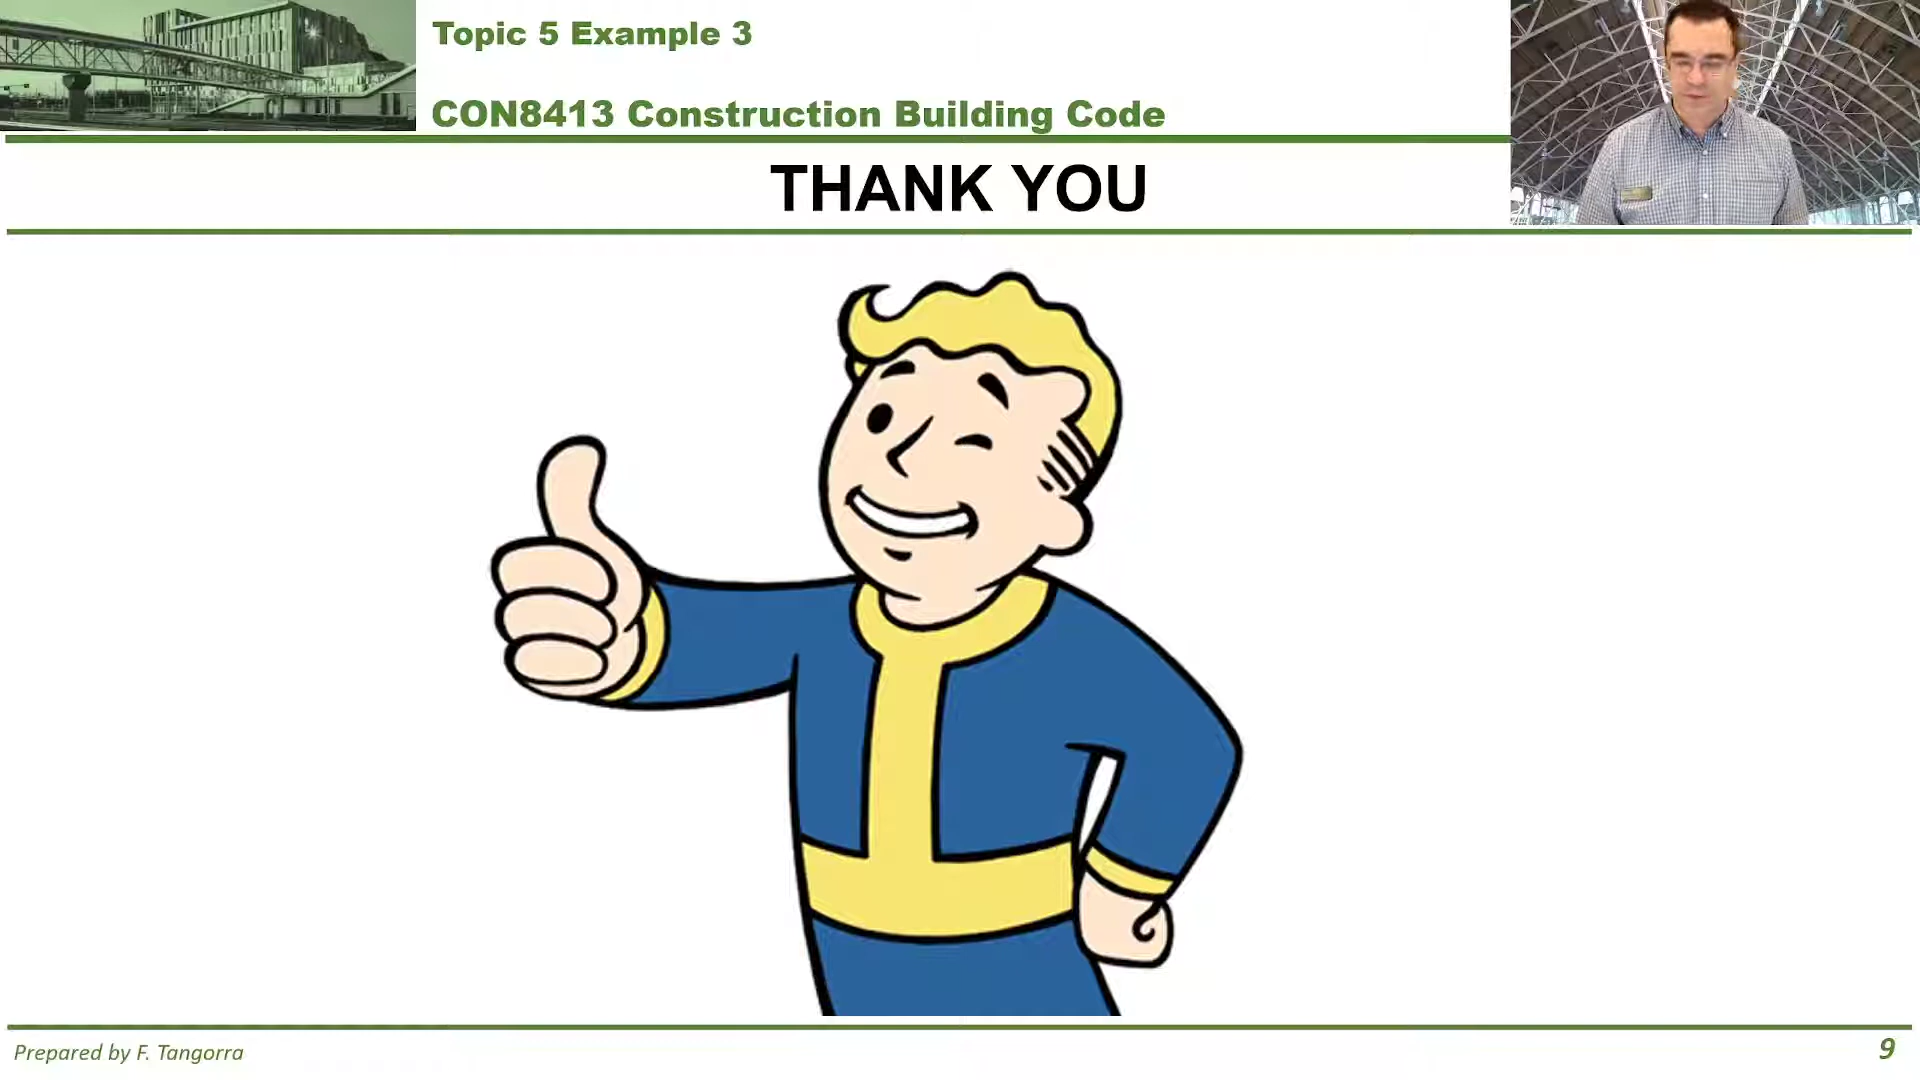 Topic 5 Example 3
CON8413 Construction Building Code
THANK YOU
Prepared by F. Tangorra
9